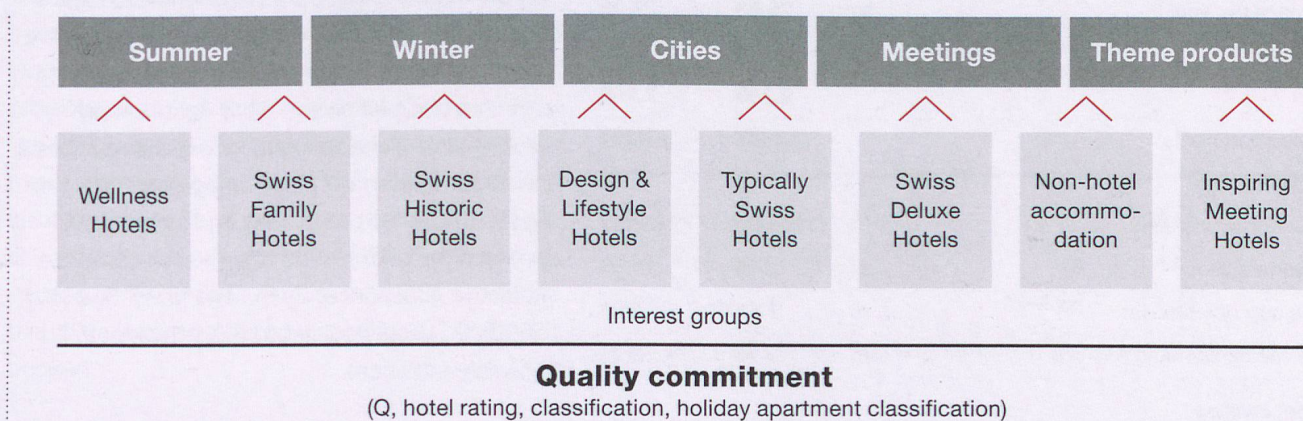 Summer
Winter
Cities
Meetings
Theme products
Wellness
Hotels
Swiss
Family
Hotels
Swiss
Historic
Hotels
Design &
Lifestyle
Hotels
Typically
Swiss
Hotels
Swiss
Deluxe
Hotels
Non-hotel
accommo-
dation
Inspiring
Meeting
Hotels
Interest groups
Quality commitment
(Q, hotel rating, classification, holiday apartment classification)